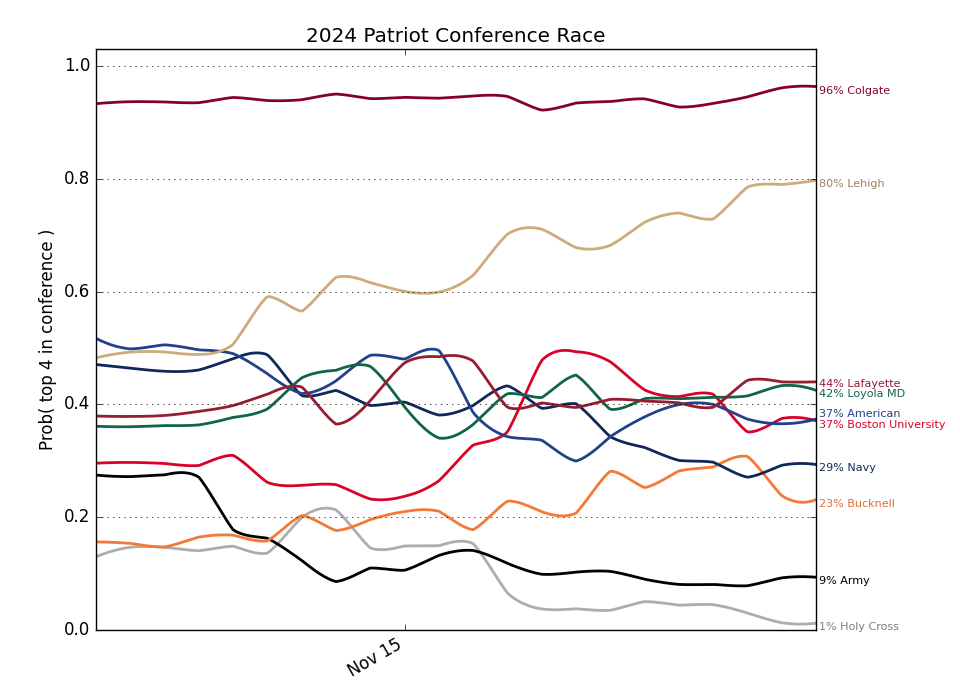 2024 Patriot Conference Race
Prob( top 4 in conference )
1.0
0.8
0.6
0.4
0.2
0.0
Nov 15
96% Colgate
80% Lehigh
44% Lafayette
42% Loyola MD
37% American
37% Boston University
29% Navy
23% Bucknell
9% Army
1% Holy Cross